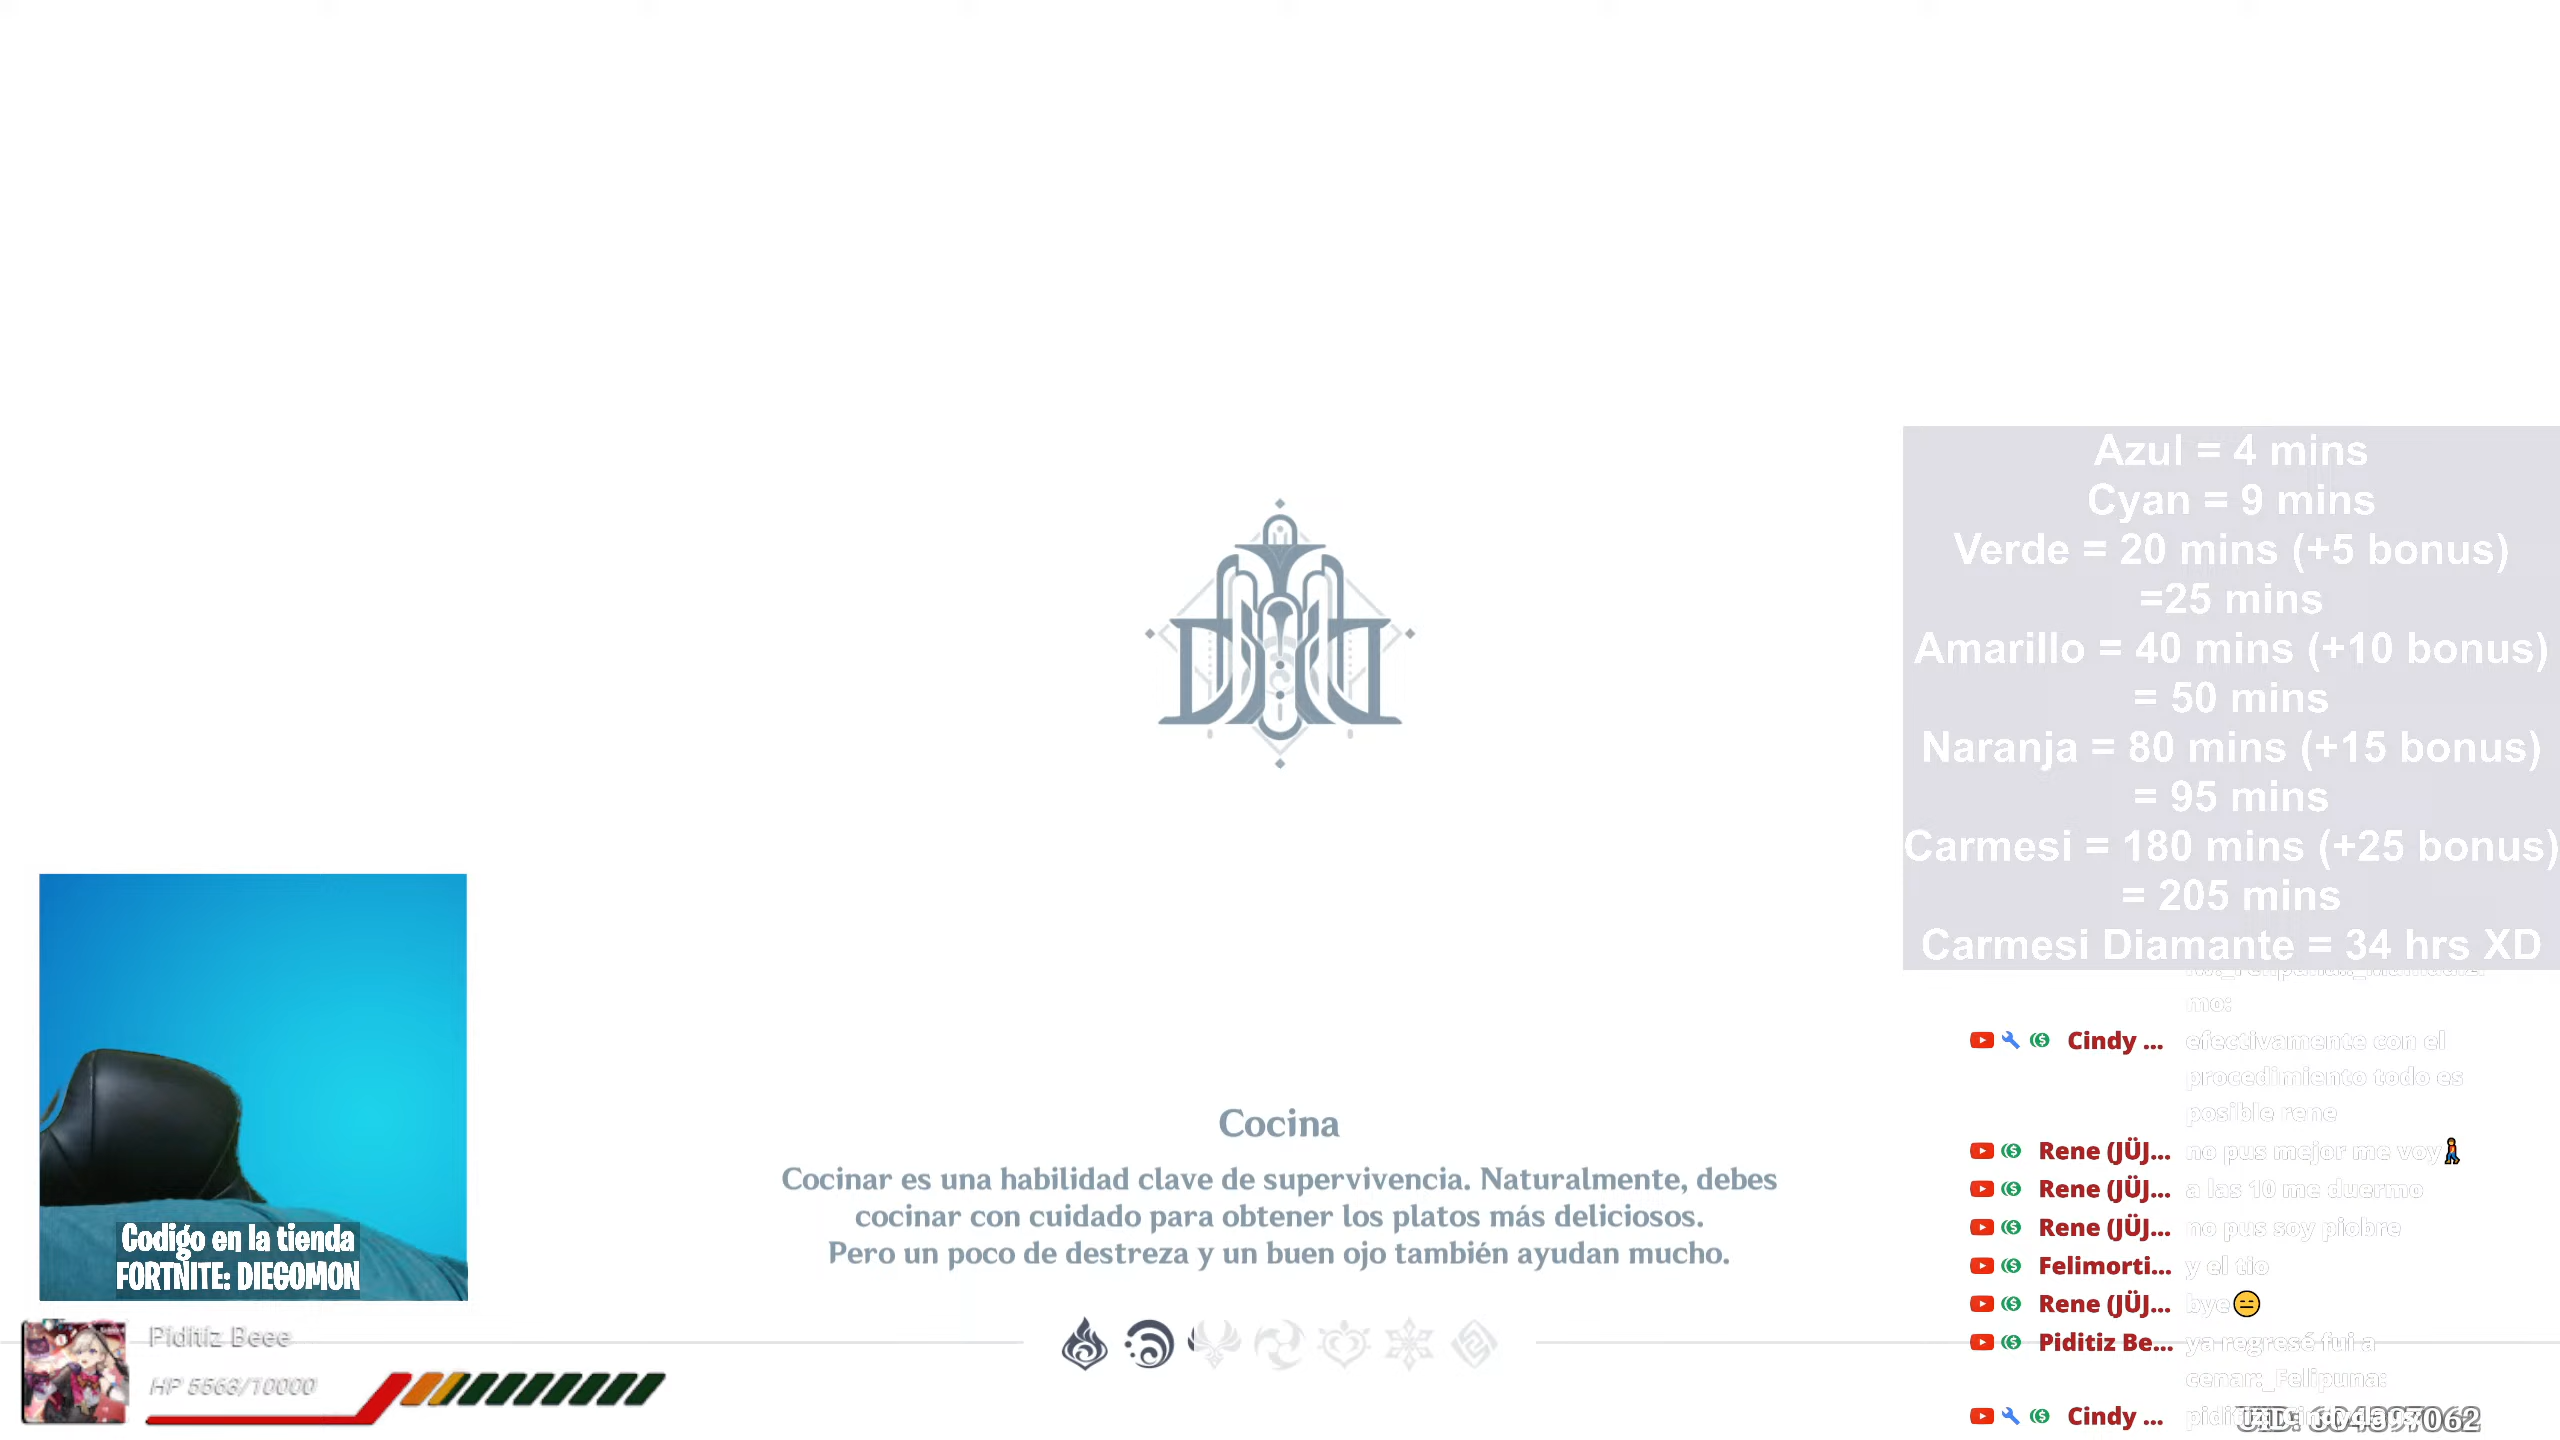 Azul = 4 mins
Cyan = 9 mins
Verde = 20 mins (+5 bonus)
=25 mins
Amarillo = 40 mins (+10 bonus)
= 50 mins
Naranja = 80 mins (+15 bonus)
= 95 mins
Carmesi = 180 mins (+25 bonus)
= 205 mins
Carmesi Diamante = 34 hrs XD
mo:
Cindy ... efectivamente con el
procedimiento todo es
posible rene
Rene (JÜJ... no pus mejor me voy
Rene (JÜJ... a las 10 me duermo
Rene (JÜJ... no pus soy piobre
Felimorti... y el tio
Rene (JÜJ... bye
Piditiz Be... ya regresé fui a
cenar:_Felipuna:
Cindy ...
Cocina
Cocinar es una habilidad clave de supervivencia. Naturalmente, debes
cocinar con cuidado para obtener los platos más deliciosos.
Pero un poco de destreza y un buen ojo también ayudan mucho.
Codigo en la tienda
FORTNITE: DIEGOMON
Piditiz Beee
HP 5563/10000